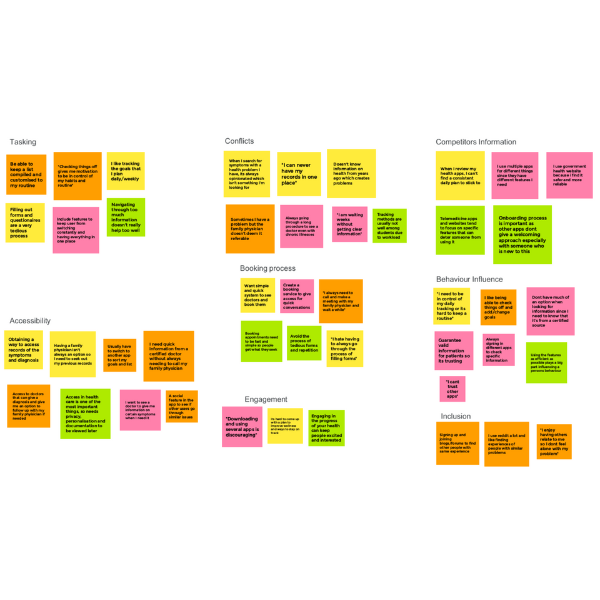 Tasking
Be able to
keep a list
compiled and
customised to
my routine
"Checking things off
gives me motivation
to be in control of
my habits and
routine"
I like tracking
the goals that
I plan
daily/weekly
Filling out
forms and
questionnaires
are a very
tedious
process
Include features to
keep user from
switching
constantly and
having everything in
one place
Navigating
through too
much
information
doesn't really
help too well
Conflicts
When I search for
symptoms with a
health problem I
have, its always
opinionated which
isn't something I'm
looking for
"I can never
have my
records in
one place"
Doesn't know
information on
health from years
ago which creates
problems
Sometimes I have a
problem but the family
physician
doesn't deem it
referable
Always going
through a long
procedure to see a
doctor even with
chronic illnesses
"I am waiting
weeks
without
getting clear
information"
Tracking
methods are
usually not
well among
students due
to workload
Competitors Information
When I review my
health apps, I can't
find a consistent
daily plan to stick to
I use multiple apps
for different things
since they have
different features I
need
I use government
health website
because I find it
safer and more
reliable
Telemedicine apps
and websites tend
to focus on specific
features that can
deter someone from
using it
Onboarding process
is important as
other apps dont
give a welcoming
approach especially
with someone who
is new to this
Booking process
Want simple
and quick
system to see
doctors and
book them
Create a
booking
service to give
access for
quick
conversations
"I always need to
call and make a
meeting with my
family physician and
wait a while"
Booking
appointments need
to be fast and
simple so people
get what they seek
Avoid the
process of
tedious forms
and repetition
"I hate having
to always go
through the
process of
filling forms"
Behaviour Influence
"I need to be
in control of
my daily
tracking or its
hard to keep a
routine"
I like being
able to check
things off and
add/change
goals
Dont have much of
an option when
looking for
information since I
need to know that
it's from a certified
source
Guarantee
valid
information
for patients so
its trusting
Always
signing in
different apps
to check
specific
information
Using the features
as efficient as
possible plays a big
part influencing a
persons behaviour
"I cant
trust
other
apps"
Accessibility
Obtaining a
way to access
records of the
symptoms
and diagnosis
Having a family
physician isn't
always an option so
I need to seek out
my previous records
Usually have
to switch to
another app
to set my
goals and list
I need quick
information from
a certified doctor
without always
needing to call my
family physician
Access to doctors
that can give a
diagnosis and give
me an option to
follow up with my
family physician if
needed
Access in health
care is one of the
most important
things, so needs
privacy,
personalisation and
documentation to
be viewed later
I want to see a
doctor to give me
information on
certain symptoms
when I need it
A social
feature in the
app to see if
other users go
through
similar issues
Engagement
"Downloading
and using
several apps is
discouraging"
Engaging in
the progress
of your health
can keep
people excited
and interested
Inclusion
Signing up and
joining
blogs/forums to find
other people with
same experience
I use reddit a lot and
like finding
experiences of
people with similar
problems
"I enjoy
having others
relate to me
so I dont feel
alone with my
problems"